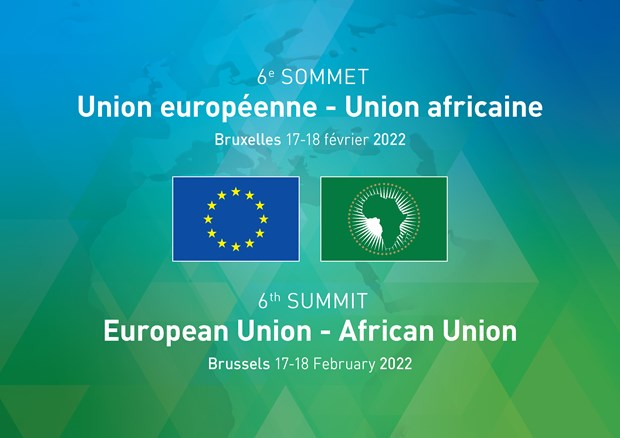 6e SOMMET
Union européenne - Union africaine
Bruxelles 17-18 février 2022
6th SUMMIT
European Union - African Union
Brussels 17-18 February 2022